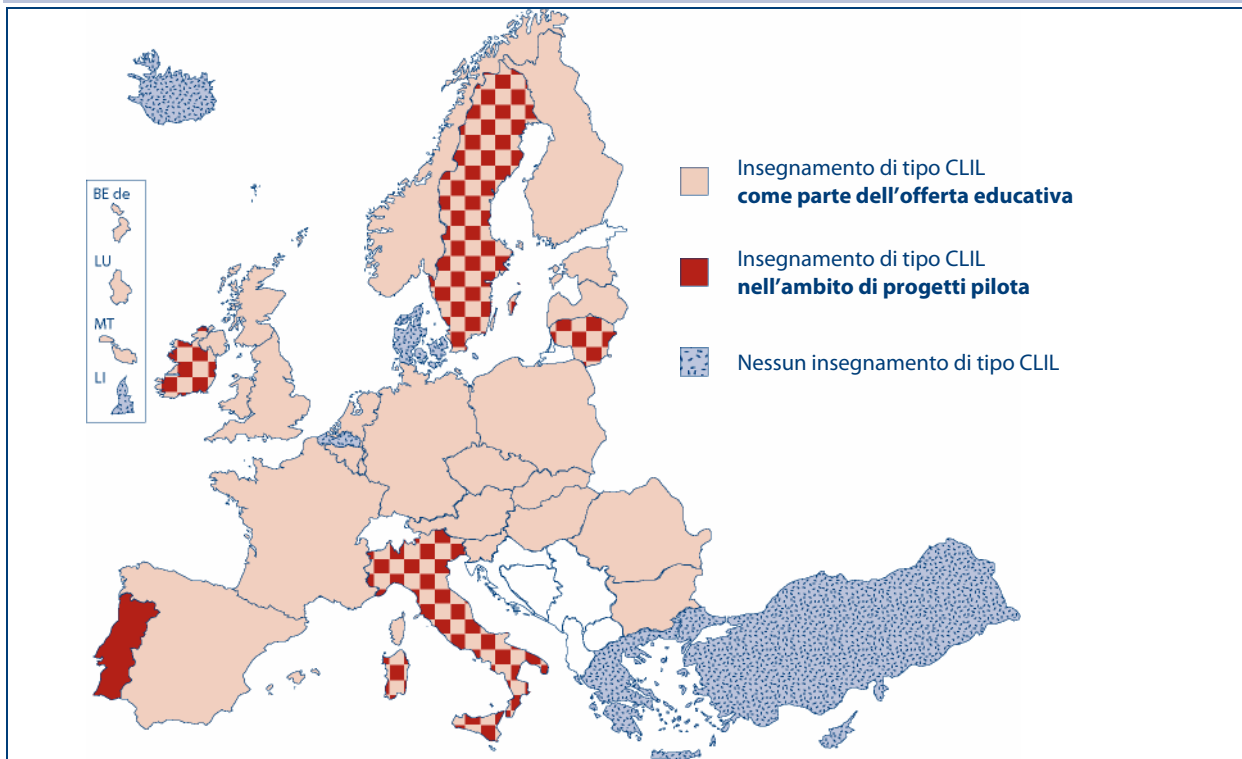 BE de
LU
MT
LI
Insegnamento di tipo CLIL
come parte dell'offerta educativa
Insegnamento di tipo CLIL
nell'ambito di progetti pilota
Nessun insegnamento di tipo CLIL